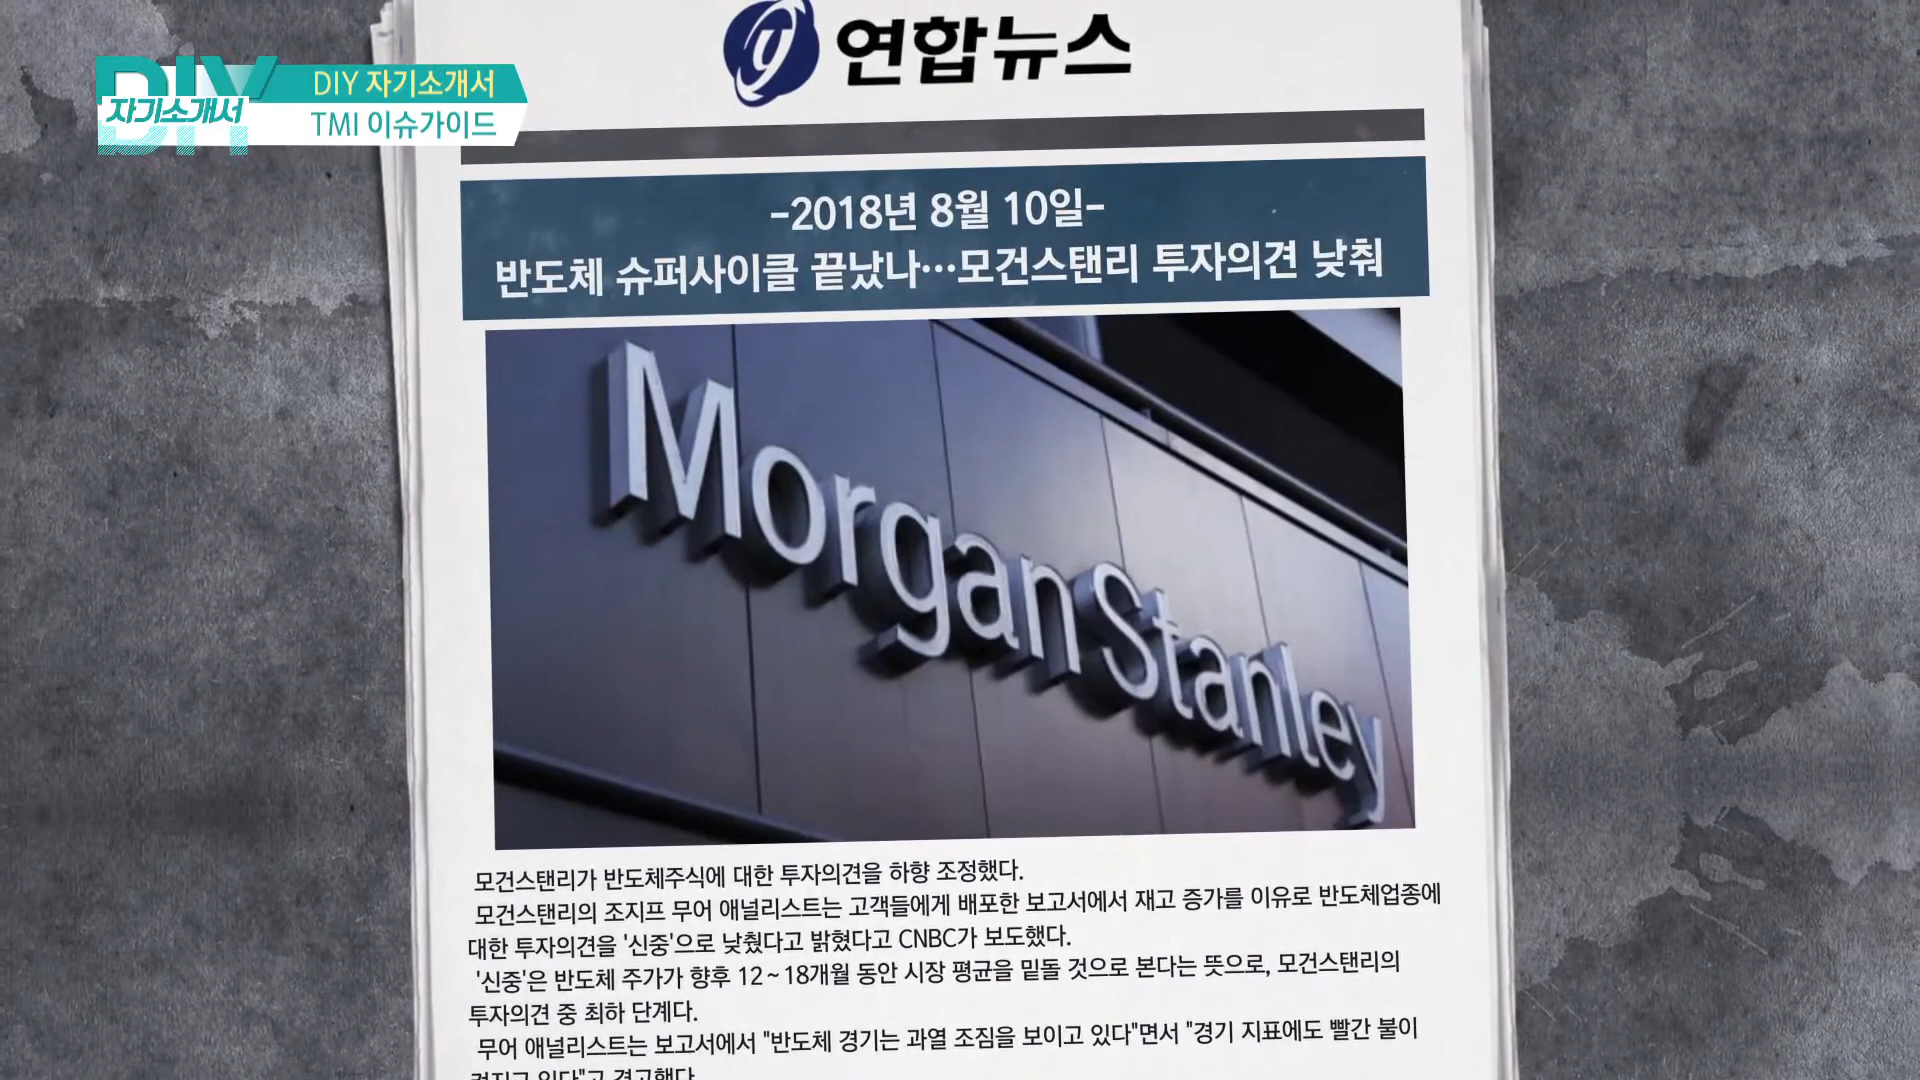 DIY
자기소개서
DIY 자기소개서
TMI 이슈가이드
연합뉴스
-2018년 8월 10일-
반도체 슈퍼사이클 끝났나…모건스탠리 투자의견 낮춰
Morgan Stanley
모건스탠리가 반도체주식에 대한 투자의견을 하향 조정했다.
모건스탠리의 조지프 무어 애널리스트는 고객들에게 배포한 보고서에서 재고 증가를 이유로 반도체업종에
대한 투자의견을 '신중'으로 낮췄다고 밝혔다고 CNBC가 보도했다.
'신중'은 반도체 주가가 향후 12~18개월 동안 시장 평균을 밑돌 것으로 본다는 뜻으로, 모건스탠리의
투자의견 중 최하 단계다.
무어 애널리스트는 보고서에서 "반도체 경기는 과열 조짐을 보이고 있다"면서 "경기 지표에도 빨간 불이
켜지고 있다"고 경고했다